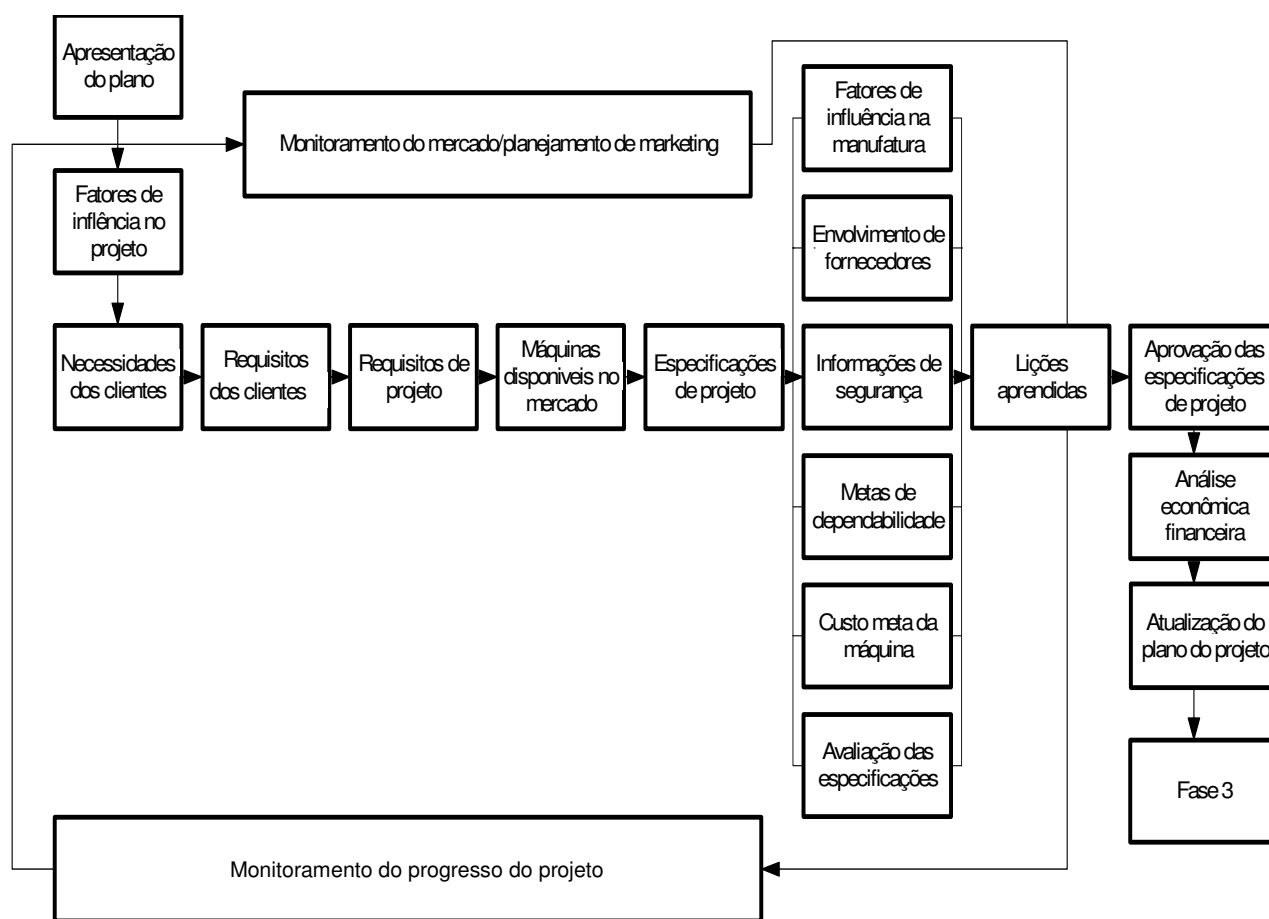 Apresentação
do plano
Monitoramento do mercado/planejamento de marketing
Fatores de
influência na
manufatura
Fatores de
inflência no
projeto
Envolvimento de
fornecedores
Necessidades
dos clientes
Requisitos
dos clientes
Requisitos de
projeto
Máquinas
disponiveis no
mercado
Especificações
de projeto
Informações de
segurança
Lições
aprendidas
Aprovação das
especificações
de projeto
Metas de
dependabilidade
Análise
econômica
financeira
Custo meta da
máquina
Atualização do
plano do projeto
Avaliação das
especificações
Fase 3
Monitoramento do progresso do projeto